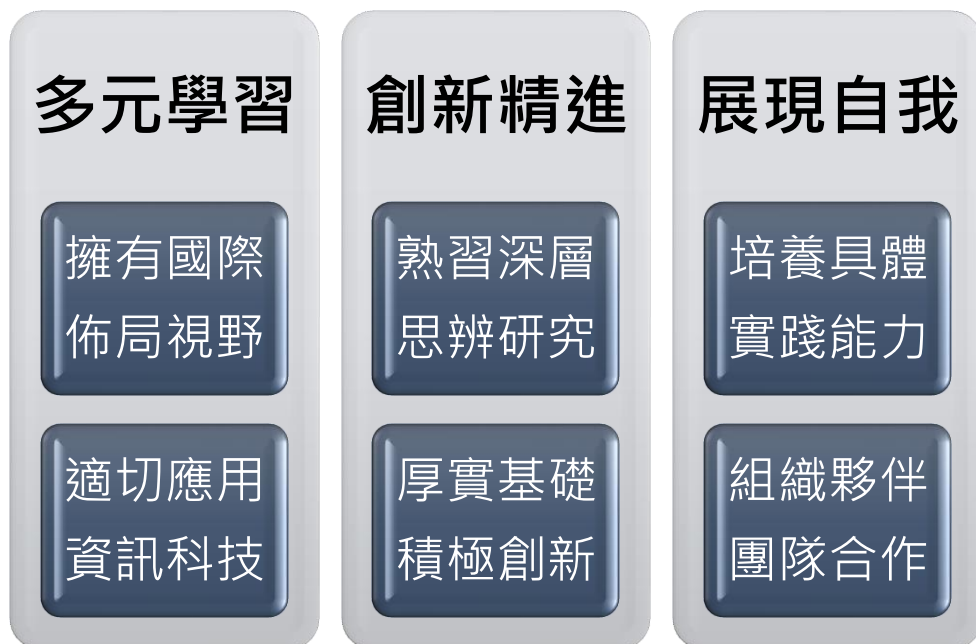 多元學習
擁有國際
佈局視野
適切應用
資訊科技
創新精進
熟習深層
思辨研究
厚實基礎
積極創新
展現自我
培養具體
實踐能力
組織夥伴
團隊合作